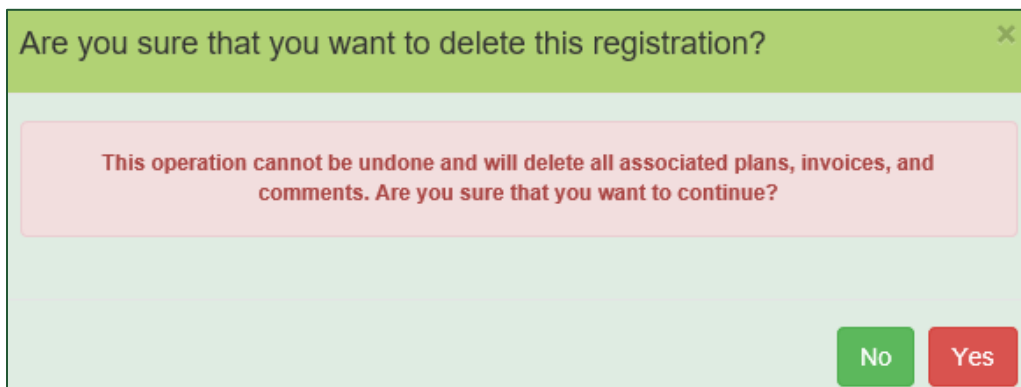 Are you sure that you want to delete this registration?
×
This operation cannot be undone and will delete all associated plans, invoices, and
comments. Are you sure that you want to continue?
No
Yes